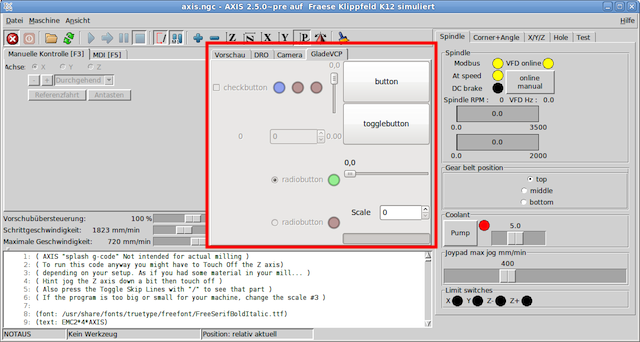 axis.ngc - AXIS 2.5.0~pre auf Fraese Klippfeld K12 simuliert
Datei Maschine Ansicht Hilfe
Manuelle Kontrolle [F3] MDI [F5]
Achse: X Y Z
- + Durchgehend
Referenzfahrt Antasten
Vorschubübersteuerung: 100 %
Schrittgeschwindigkeit: 1823 mm/min
Maximale Geschwindigkeit: 720 mm/min
Vorschau DRO Camera GladeVCP
checkbutton
0,0
button
togglebutton
0 0 0.00
0,0
radiobutton
Scale 0
radiobutton
Spindle Corner+Angle X/Y/Z Hole Test
Spindle
Modbus VFD online
At speed
DC brake
online
manual
Spindle RPM : 0 VFD Hz : 0.0
0.0
0.0 3500
0.0
0.0 2500
Gear belt position
top
middle
bottom
Coolant
Pump 5.0
Joypad max jog mm/min
400
Limit switches
X Y Z- Z+
1: ( AXIS "splash g-code" Not intended for actual milling )
2: ( To run this code anyway you might have to Touch Off the Z axis)
3: ( depending on your setup. As if you had some material in your mill... )
4: ( Hint jog the Z axis down a bit then touch off )
5: ( Also press the Toggle Skip Lines with "/" to see that part )
6: ( If the program is too big or small for your machine, change the scale #3 )
7:
8: (font: /usr/share/fonts/truetype/freefont/FreeSerifBoldItalic.ttf)
9: (text: EMC2*4*AXIS)
NOTAUS Kein Werkzeug Position: relativ aktuell